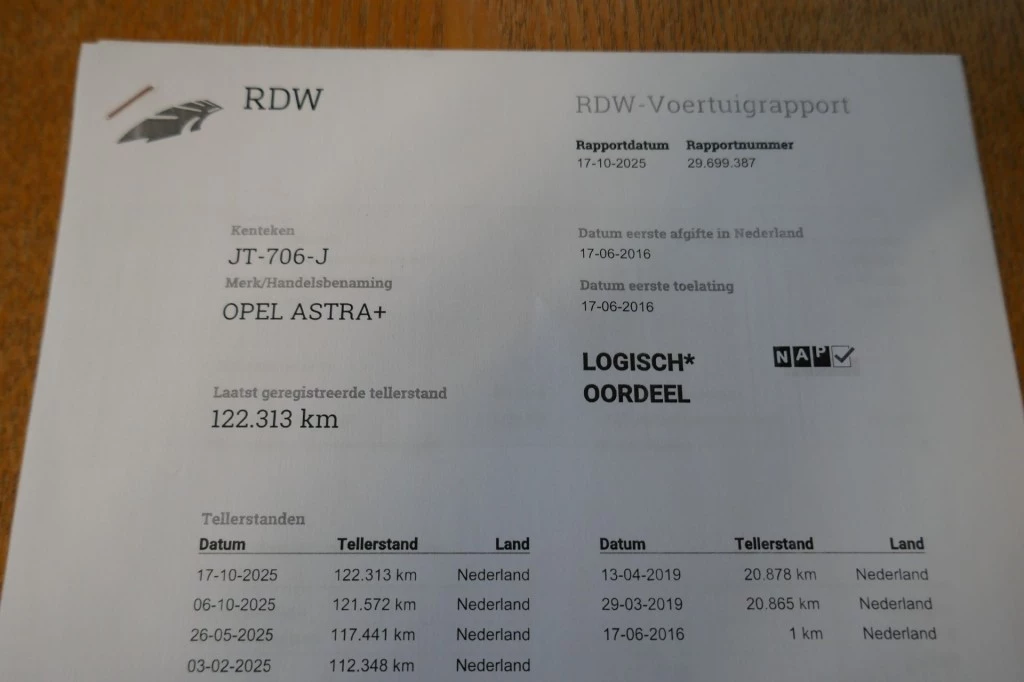 RDW
RDW-Voertuigrapport
Rapportdatum Rapportnummer
17-10-2025 29.699.387
Kenteken
JT-706-J
Merk/Handelsbenaming
OPEL ASTRA+
Datum eerste afgifte in Nederland
17-06-2016
Datum eerste toelating
17-06-2016
LOGISCH*
OORDEEL
NAP
Laatst geregistreerde tellerstand
122.313 km
Tellerstanden
Datum Tellerstand Land
17-10-2025 122.313 km Nederland
06-10-2025 121.572 km Nederland
26-05-2025 117.441 km Nederland
03-02-2025 112.348 km Nederland
Datum Tellerstand Land
13-04-2019 20.878 km Nederland
29-03-2019 20.865 km Nederland
17-06-2016 1 km Nederland